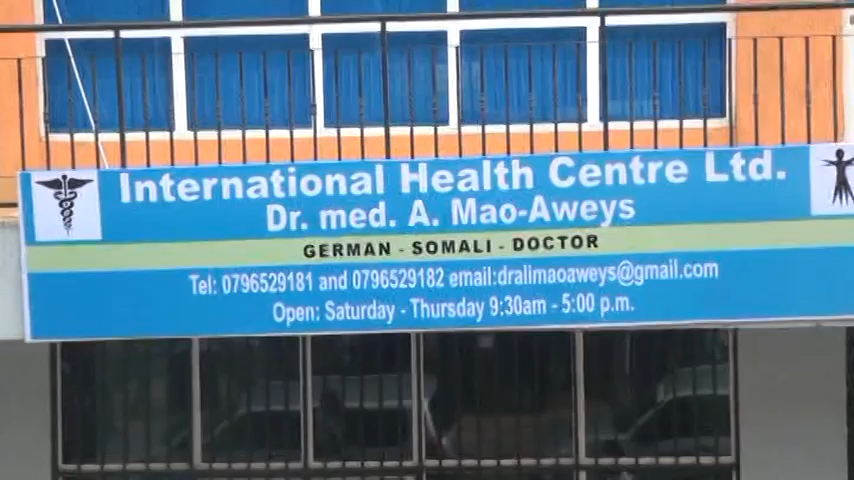 International Health Centre Ltd.
Dr. med. A. Mao-Aweys
GERMAN - SOMALI - DOCTOR
Tel: 0796529181 and 0796529182 email:dralimaoaweys@gmail.com
Open: Saturday - Thursday 9:30am - 5:00 p.m.